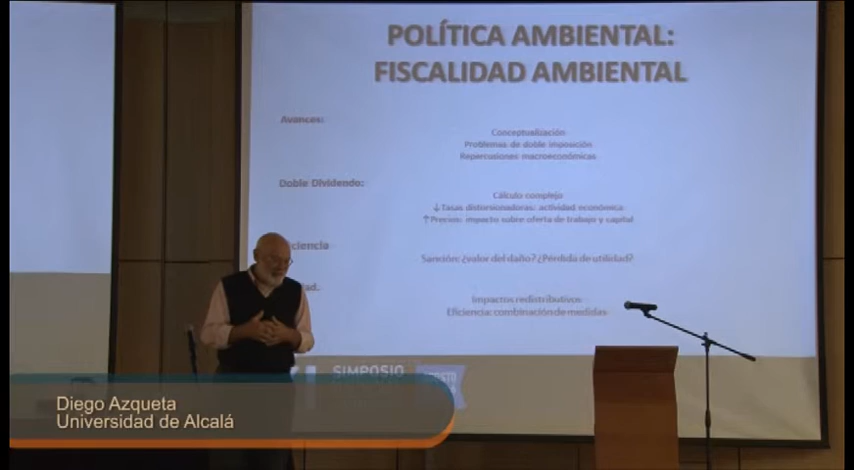 POLÍTICA AMBIENTAL:
FISCALIDAD AMBIENTAL
Avances:
Conceptualización
Problemas de doble imposición
Repercusiones macroeconómicas
Doble Dividendo:
Cálculo complejo
↓Tasas distorsionadoras: actividad económica
↑Precios: impacto sobre oferta de trabajo y capital
ciencia
Sanción: ¿valor del daño? ¿Pérdida de utilidad?
dad.
Impactos redistributivos
Eficiencia: combinación de medidas
SIMPOSIO
Diego Azqueta
Universidad de Alcalá